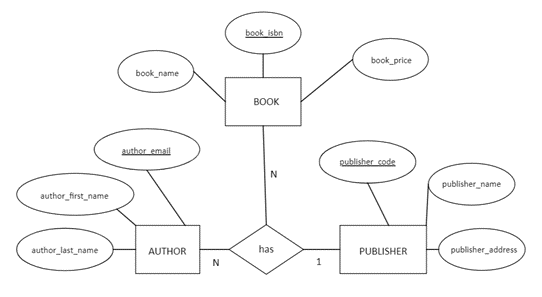 book_isbn
book_name
book_price
BOOK
author_email
publisher_code
N
author_first_name
publisher_name
author_last_name
AUTHOR
N
has
1
PUBLISHER
publisher_address